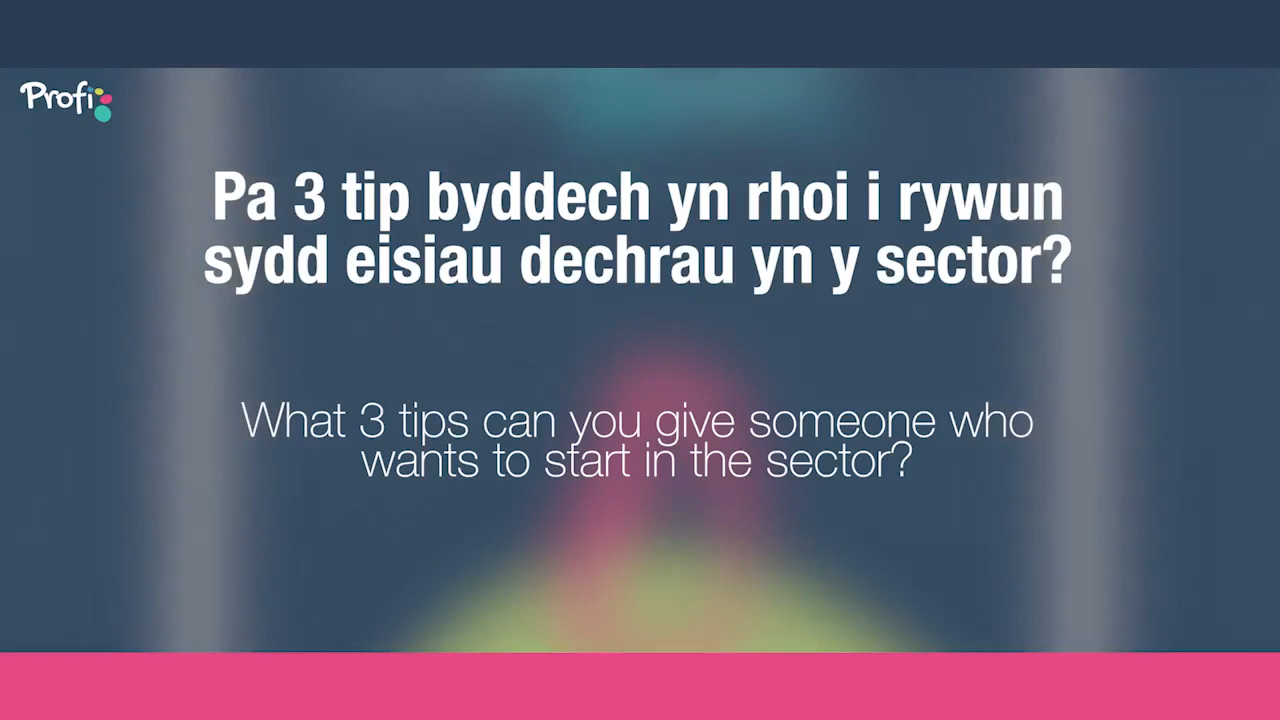 Profi
Pa 3 tip byddech yn rhoi i rywun
sydd eisiau dechrau yn y sector?
What 3 tips can you give someone who
wants to start in the sector?